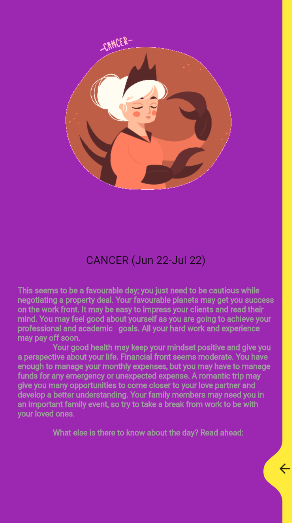 CANCER
CANCER (Jun 22-Jul 22)
This seems to be a favourable day; you just need to be cautious while
negotiating a property deal. Your favourable planets may get you success
on the work front. It may be easy to impress your clients and read their
mind. You may feel good about yourself as you are going to achieve your
professional and academic goals. All your hard work and experience
may pay off soon.
Your good health may keep your mindset positive and give you
a perspective about your life. Financial front seems moderate. You have
enough to manage your monthly expenses, but you may have to manage
funds for any emergency or unexpected expense. A romantic trip may
give you many opportunities to come closer to your love partner and
develop a better understanding. Your family members may need you in
an important family event, so try to take a break from work to be with
your loved ones.
What else is there to know about the day? Read ahead: